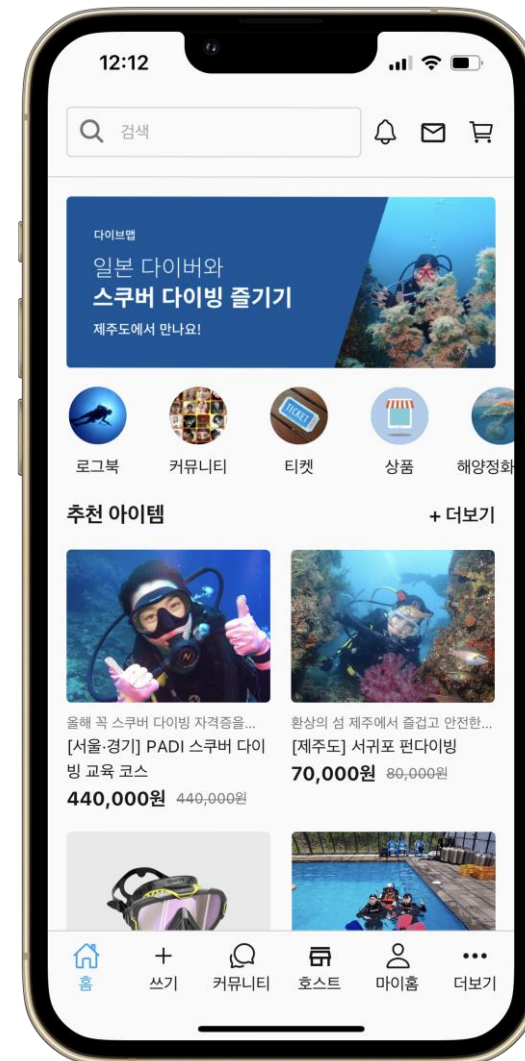 12:12
검색
다이브맵
일본 다이버와
스쿠버 다이빙 즐기기
제주도에서 만나요!
TICKET
로그북
커뮤니티
티켓
상품
해양정화
추천 아이템
+ 더보기
올해 꼭 스쿠버 다이빙 자격증을...
[서울·경기] PADI 스쿠버 다이
빙 교육 코스
440,000원 440,000원
환상의 섬 제주에서 즐겁고 안전한...
[제주도] 서귀포 펀다이빙
70,000원 80,000원
홈
쓰기
커뮤니티
호스트
마이홈
더보기